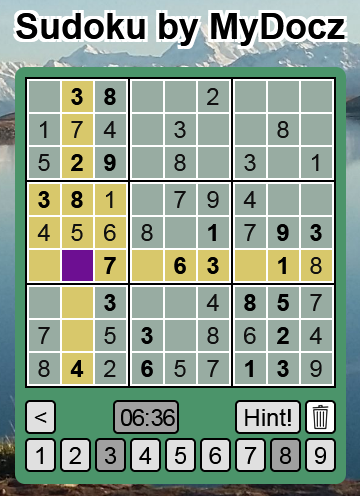 Sudoku by MyDocz
3 8 2
1 7 4 3 8
5 2 9 8 3 1
3 8 1 7 9 4
4 5 6 8 1 7 9 3
7 6 3 1 8
3 4 8 5 7
7 5 3 8 6 2 4
8 4 2 6 5 7 1 3 9
< 06:36 Hint!
1 2 3 4 5 6 7 8 9